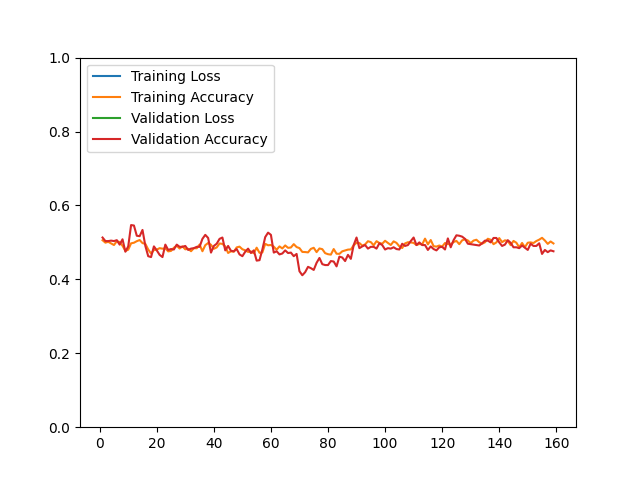 1.0
0.8
0.6
0.4
0.2
0.0
Training Loss
Training Accuracy
Validation Loss
Validation Accuracy
0 20 40 60 80 100 120 140 160